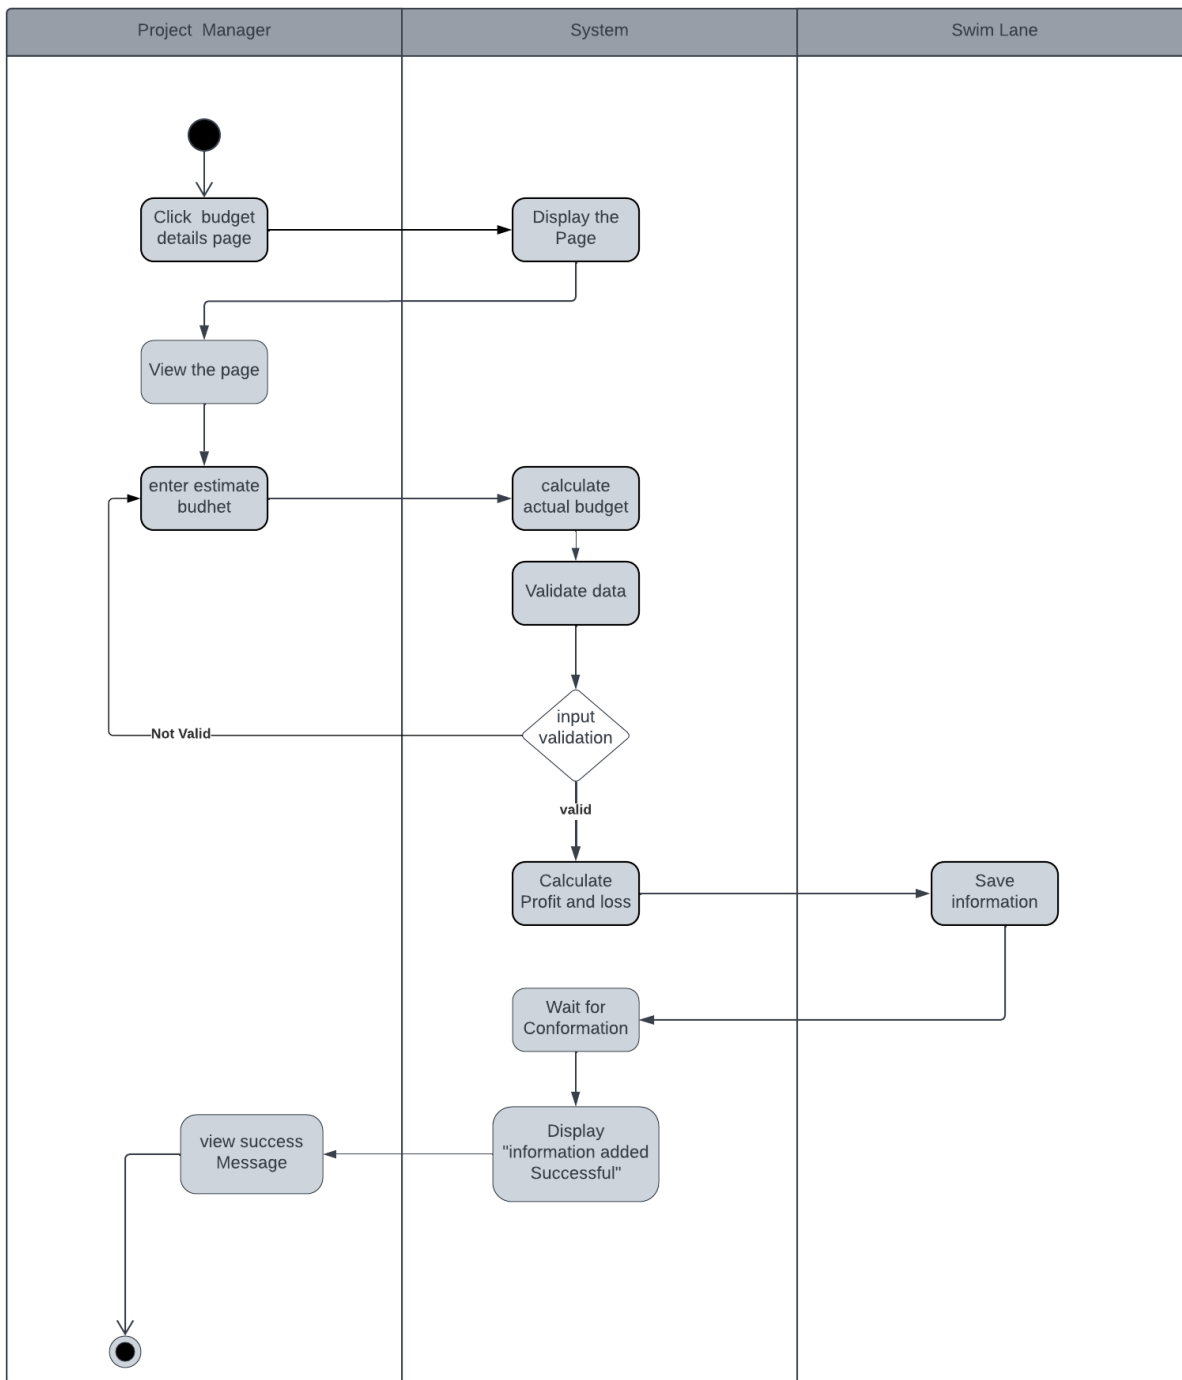 Project  Manager
System
Swim Lane
Click  budget
details page
Display the
Page
View the page
enter estimate
budhet
calculate
actual budget
Validate data
input
validation
Not Valid
valid
Calculate
Profit and loss
Save
information
Wait for
Conformation
Display
"information added
Successful"
view success
Message